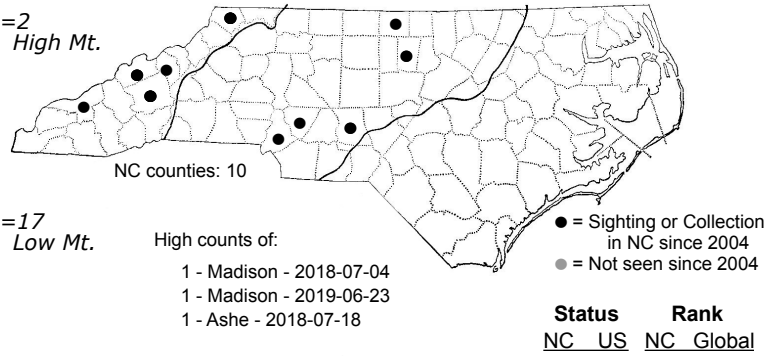 =2
High Mt.
NC counties: 10
=17
Low Mt.
High counts of:
1 - Madison - 2018-07-04
1 - Madison - 2019-06-23
1 - Ashe - 2018-07-18
● = Sighting or Collection
in NC since 2004
● = Not seen since 2004
Status Rank
NC US NC Global